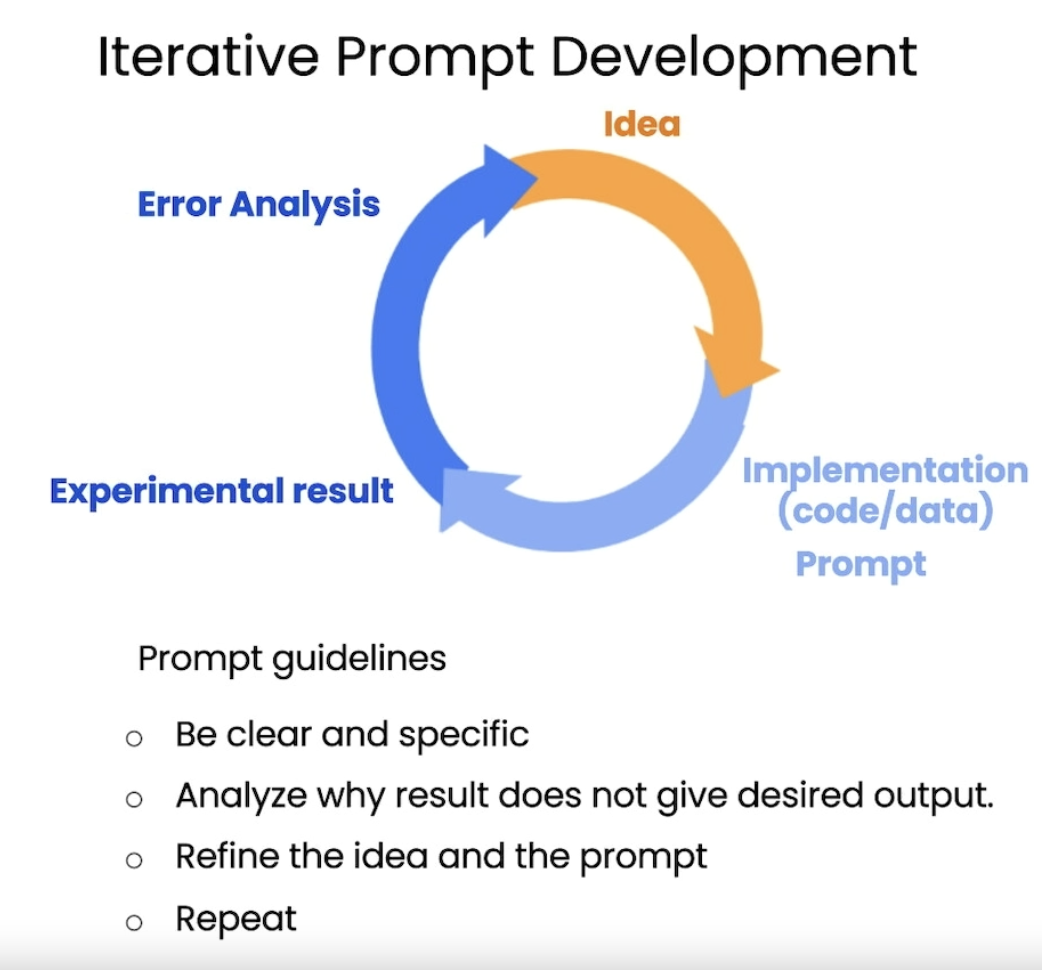 Iterative Prompt Development
Idea
Error Analysis
Experimental result
Implementation
(code/data)
Prompt
Prompt guidelines
Be clear and specific
Analyze why result does not give desired output.
Refine the idea and the prompt
Repeat